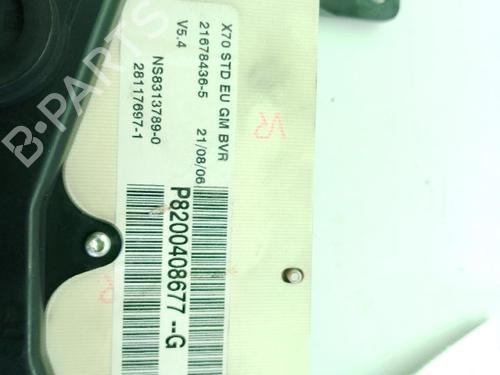 X70 STD EU GM BVR
21678436-5 21/08/06
V5.4
NS8313789-0
28117697-1
P8200408677--G
VR
B-PARTS